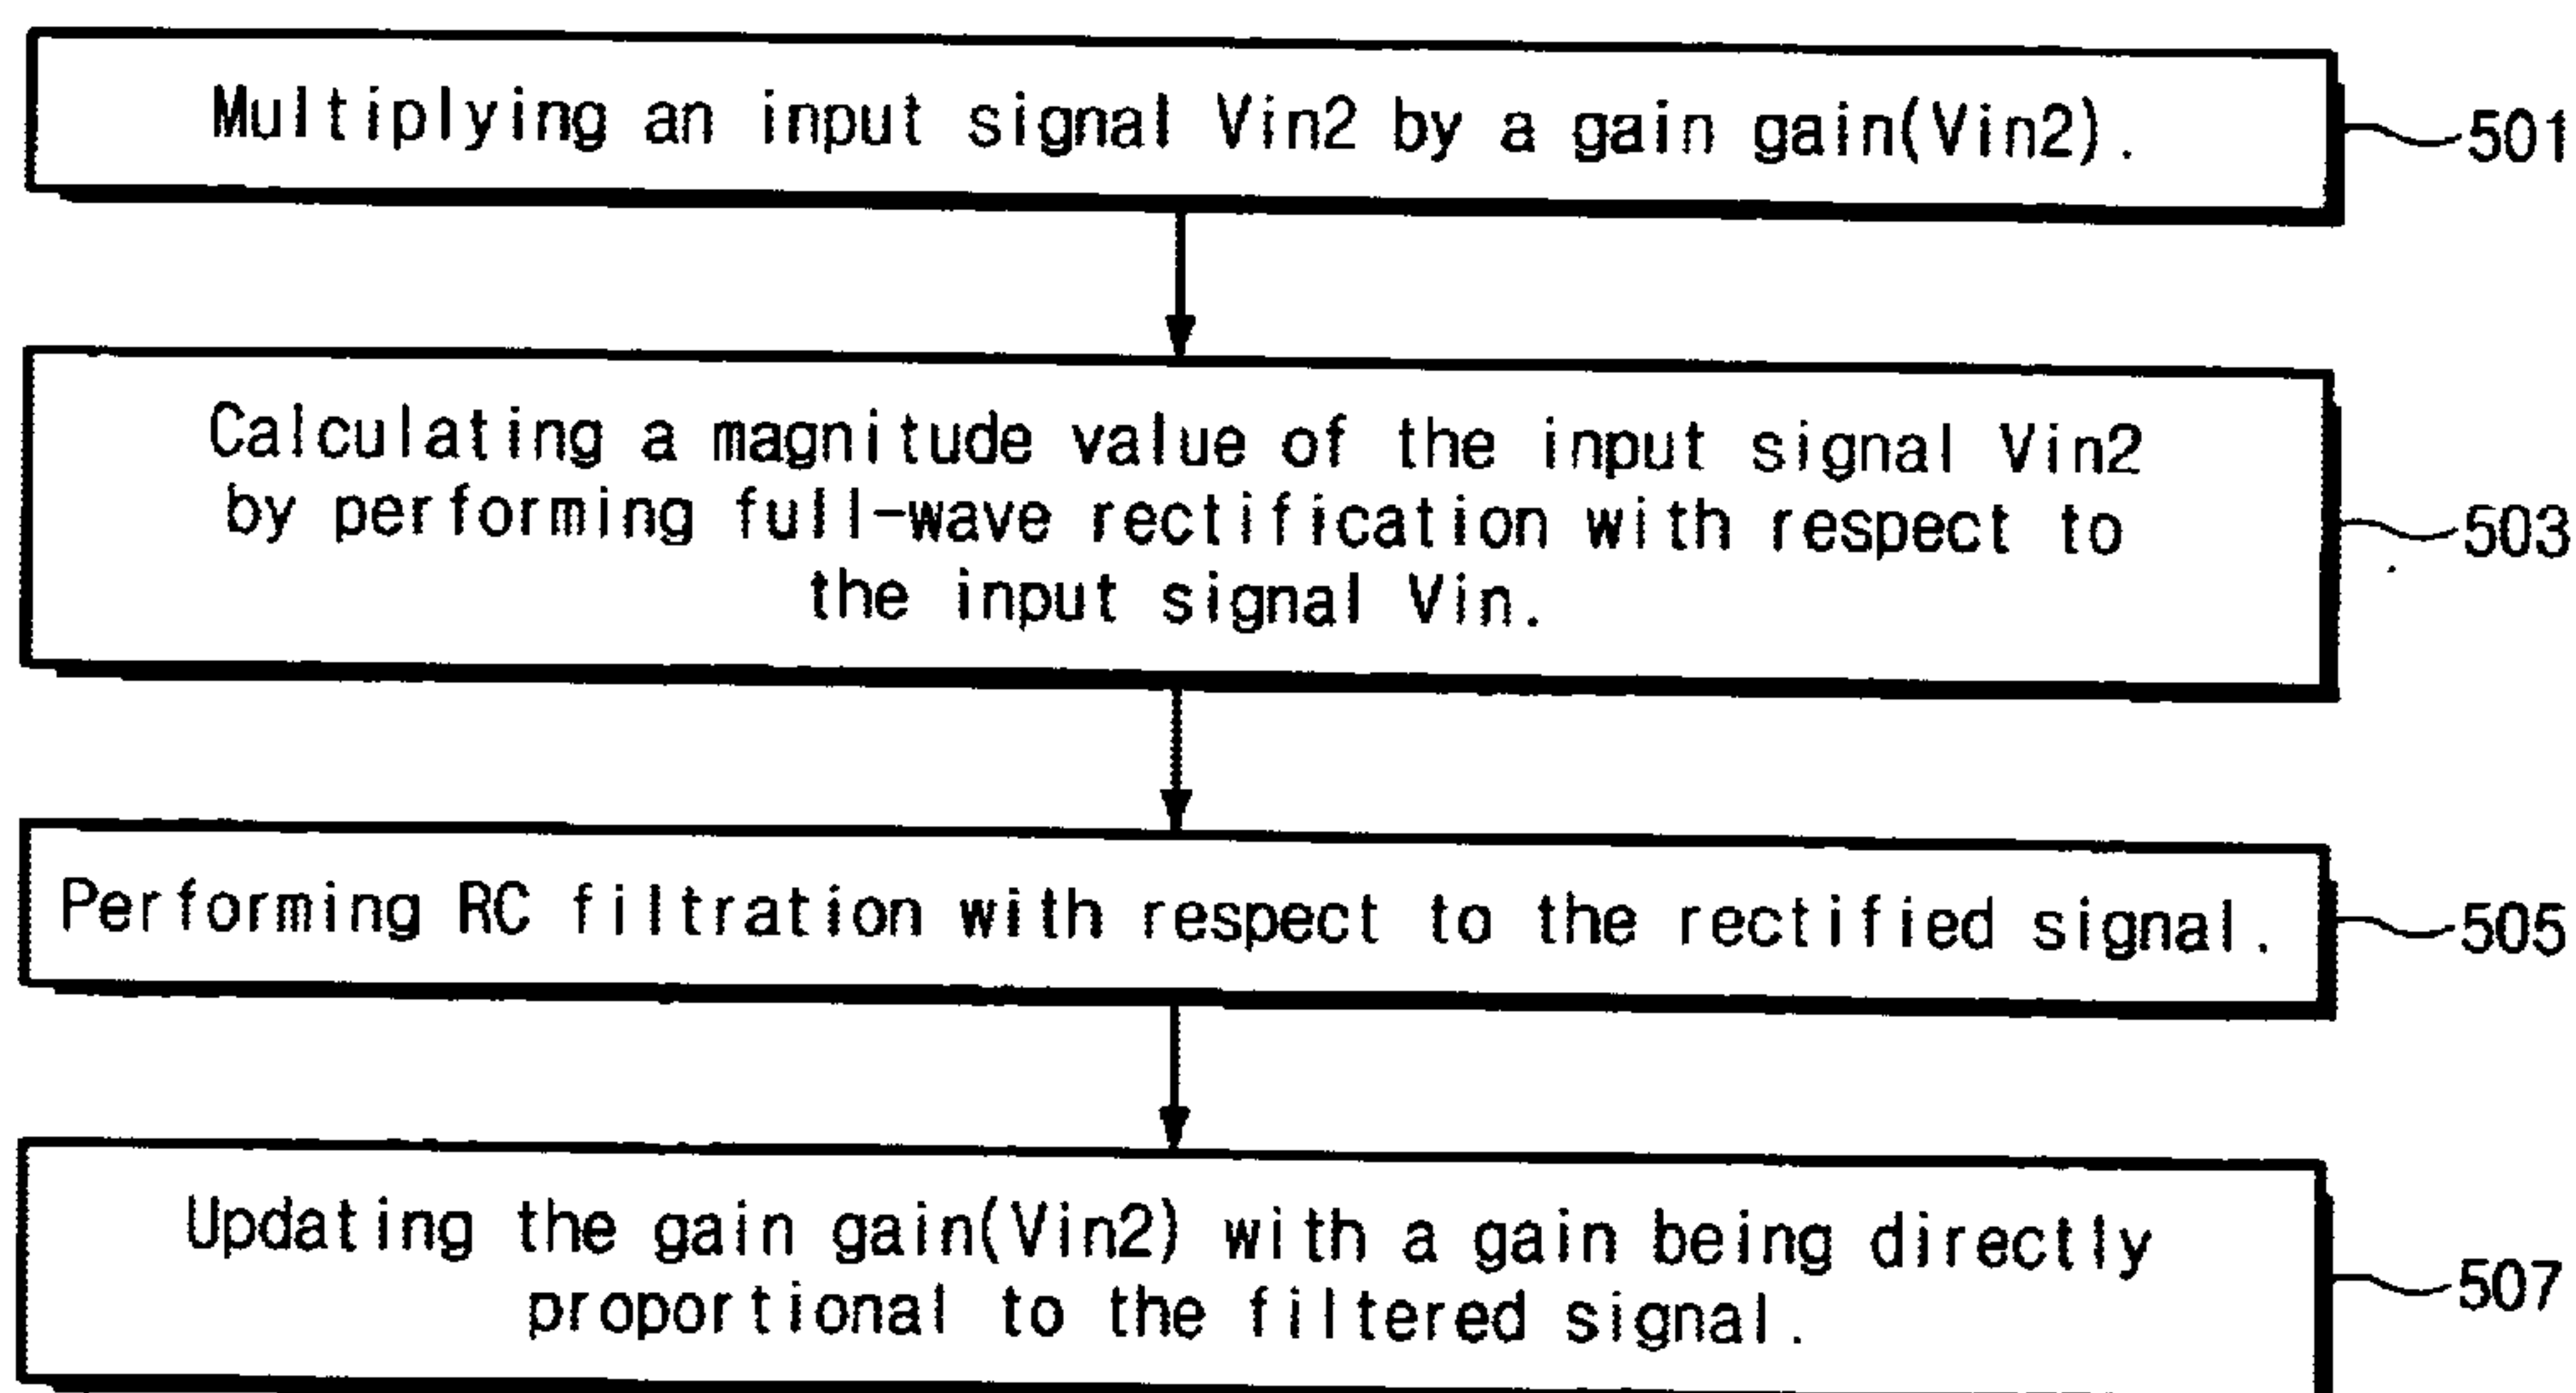 Multiplying an input signal Vin2 by a gain gain(Vin2).
501
Calculating a magnitude value of the input signal Vin2
by performing full-wave rectification with respect to
the input signal Vin.
503
Performing RC filtration with respect to the rectified signal.
505
Updating the gain gain(Vin2) with a gain being directly
proportional to the filtered signal.
507